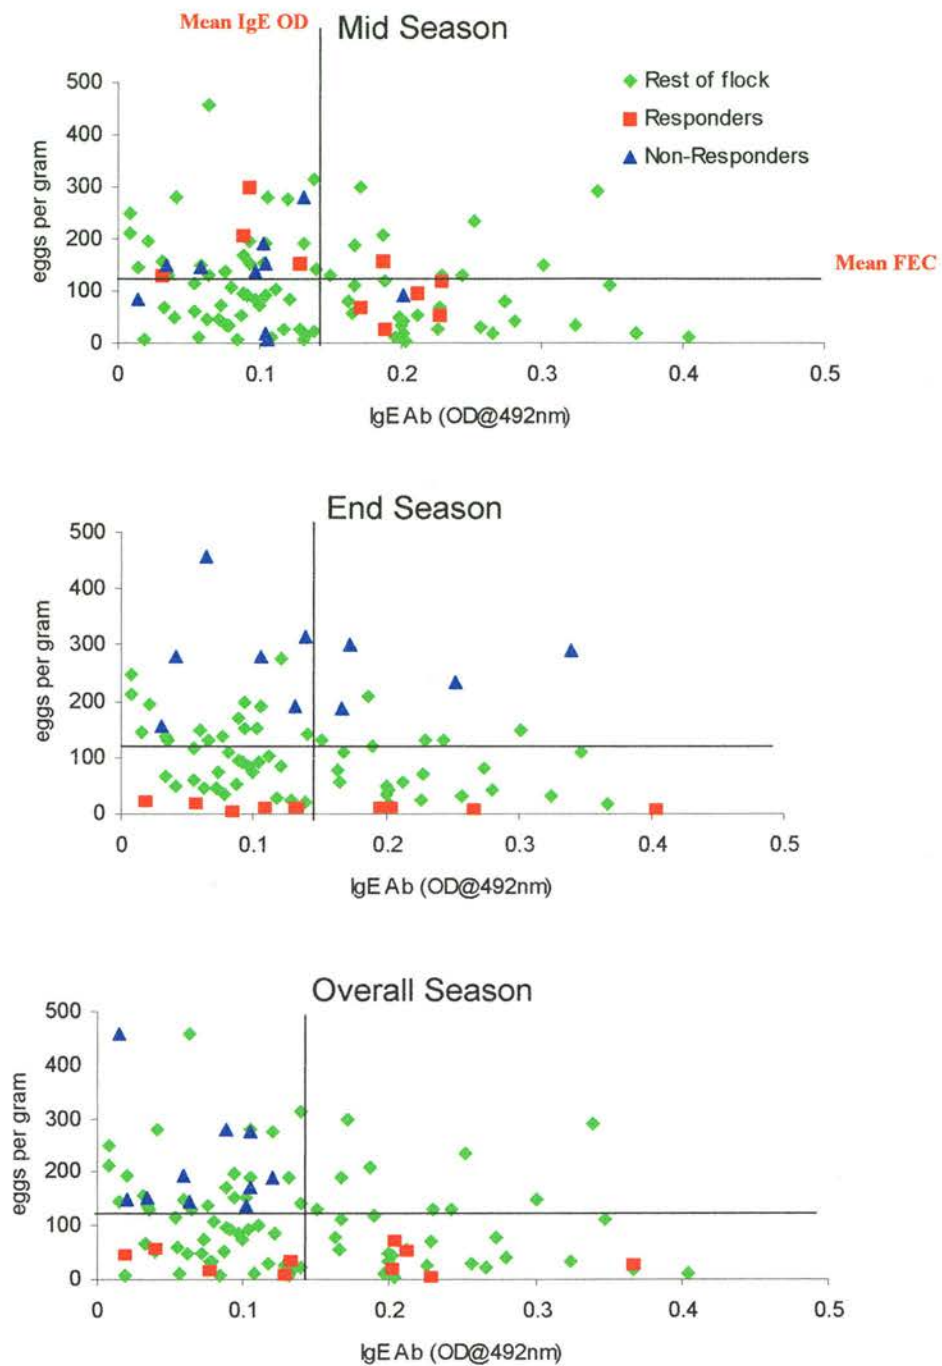 Mean IgE OD
Mid Season
500
400
300
200
100
0
eggs per gram
Rest of flock
Responders
Non-Responders
Mean FEC
0 0.1 0.2 0.3 0.4 0.5
IgE Ab (OD@492nm)
End Season
500
400
300
200
100
0
eggs per gram
0 0.1 0.2 0.3 0.4 0.5
IgE Ab (OD@492nm)
Overall Season
500
400
300
200
100
0
eggs per gram
0 0.1 0.2 0.3 0.4 0.5
IgE Ab (OD@492nm)